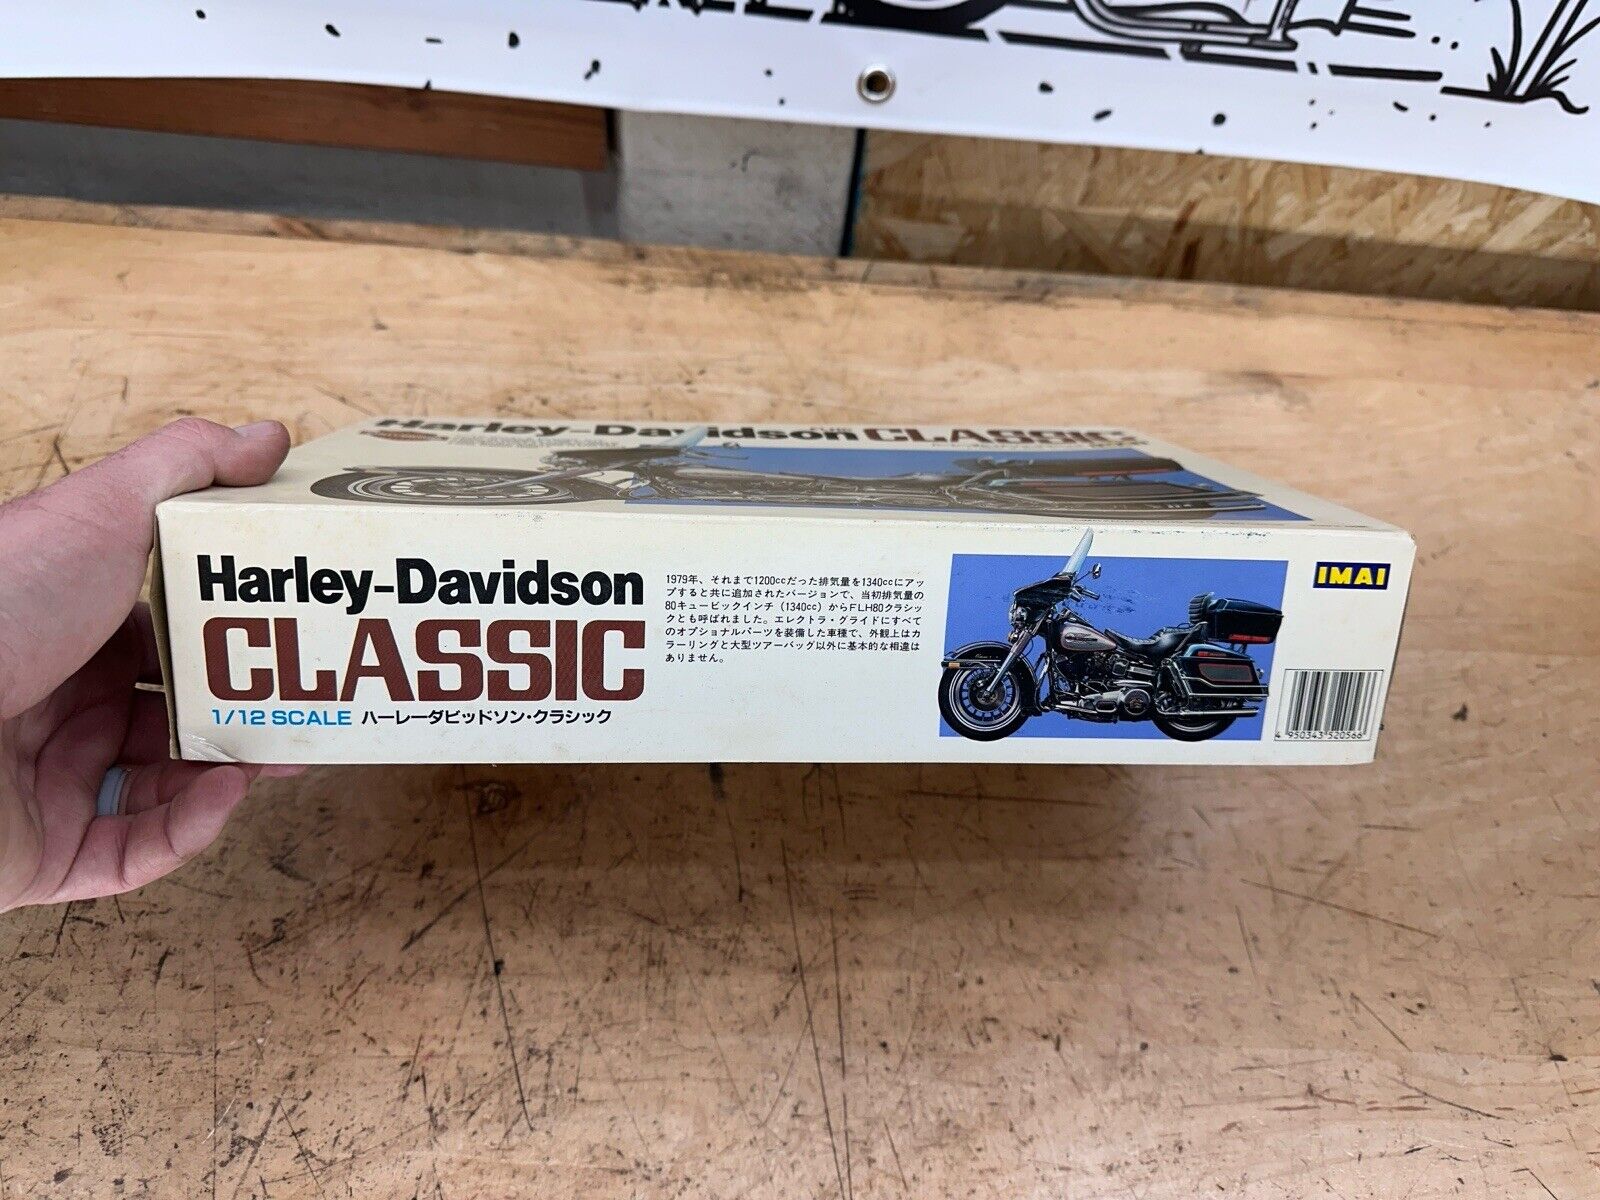 Harley-Davidson CLASSIC
Harley-Davidson
CLASSIC
1/12 SCALE ハーレーダビッドソン・クラシック
1979年、それまで1200ccだった排気量を1340ccにアッ
プすると共に追加されたバージョンで、当初排気量の
80キュービックインチ（1340cc）からFLH80クラシッ
クとも呼ばれました。エレクトラ・グライドにすべて
のオプショナルパーツを装備した車種で、外観上はカ
ラーリングと大型ツアーバッグ以外に基本的な相違は
ありません。
IMAI
4 950343 520566